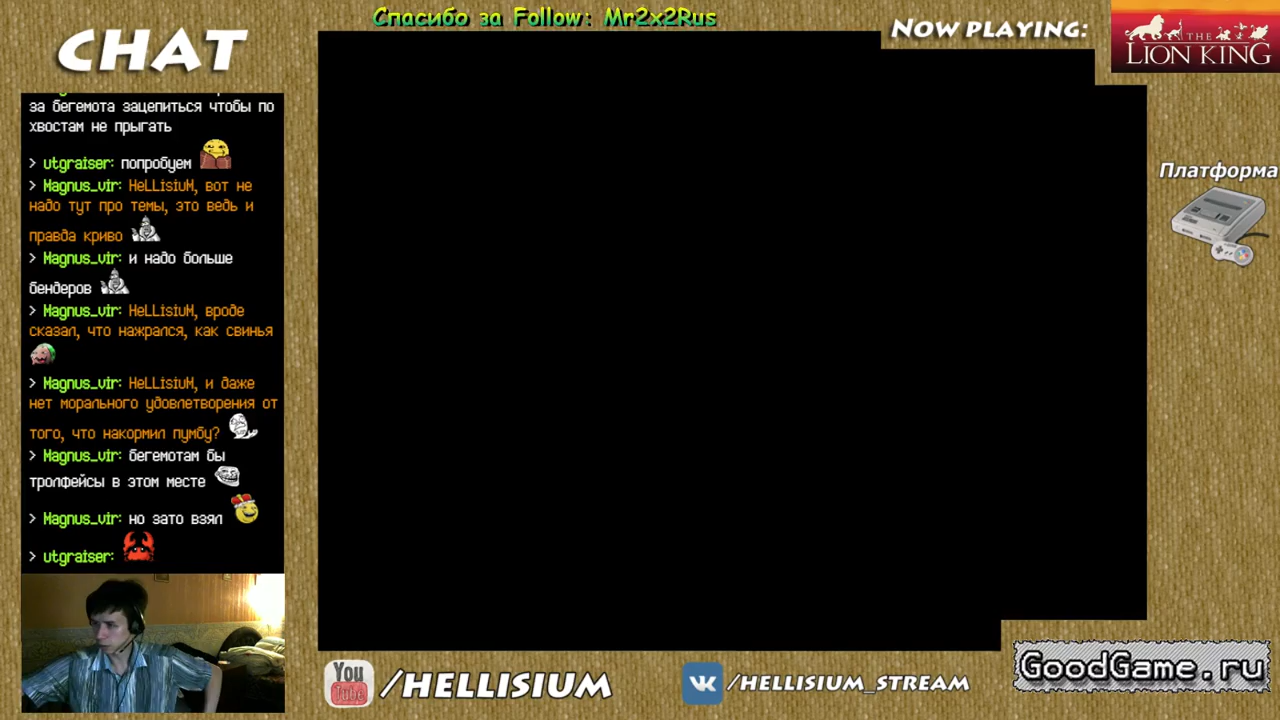 Спасибо за Follow: Mr2x2Rus
CHAT
NOW PLAYING:
THE
LION KING
за бегемота зацепиться чтобы по
хвостам не прыгать
> utgraiser: попробуем
> Magnus_vir: HeLLisiuM, вот не
надо тут про темы, это ведь и
правда криво
> Magnus_vir: и надо больше
бендеров
> Magnus_vir: HeLLisiuM, вроде
сказал, что нажрался, как свинья
> Magnus_vir: HeLLisiuM, и даже
нет морального удовлетворения от
того, что накормил пумбу?
> Magnus_vir: бегемотам бы
тролфейсы в этом месте
> Magnus_vir: но зато взял
> utgraiser:
Платформа
You
Tube
/HELLISIUM
/HELLISIUM_STREAM
GoodGame.ru